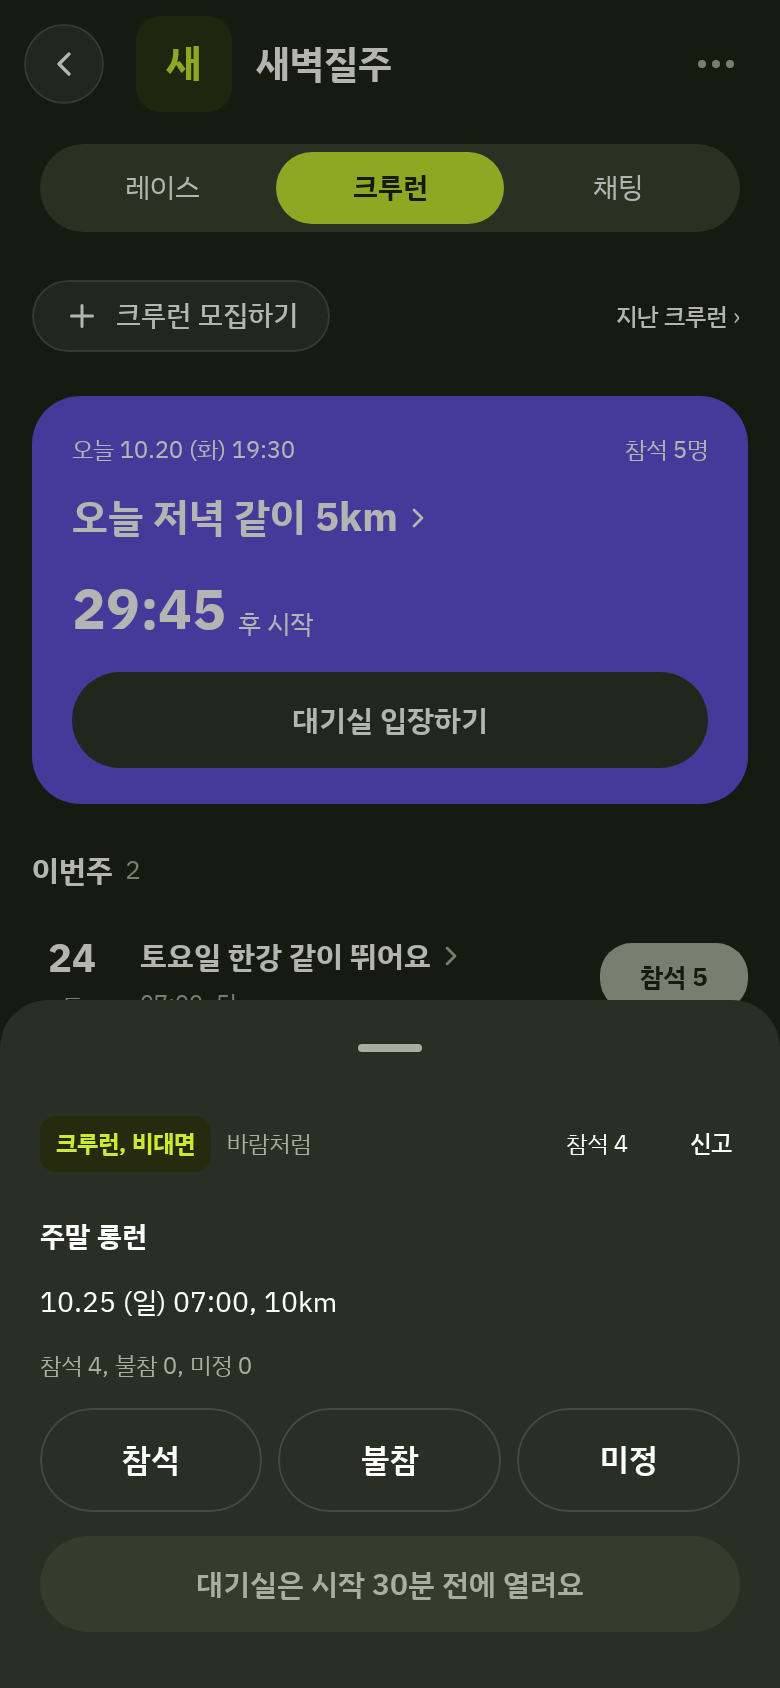 새 새벽질주
레이스 크루런 채팅
크루런 모집하기 지난 크루런 ›
오늘 10.20 (화) 19:30 참석 5명
오늘 저녁 같이 5km
29:45 후 시작
대기실 입장하기
이번주 2
24 토요일 한강 같이 뛰어요 참석 5
크루런, 비대면 바람처럼 참석 4 신고
주말 롱런
10.25 (일) 07:00, 10km
참석 4, 불참 0, 미정 0
참석 불참 미정
대기실은 시작 30분 전에 열려요